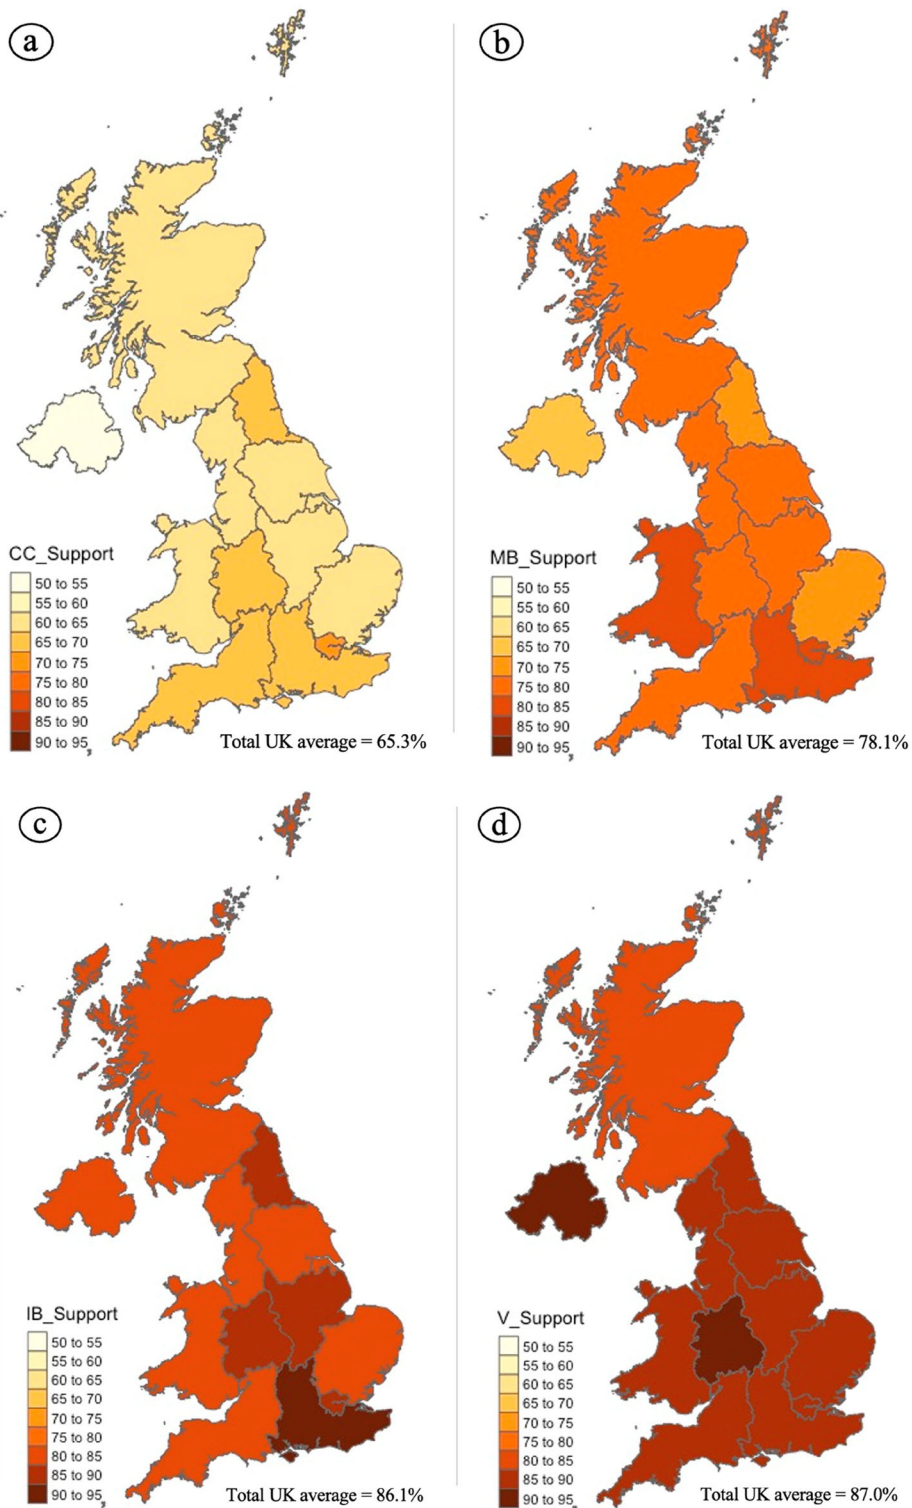 a
b
CC_Support
50 to 55
55 to 60
60 to 65
65 to 70
70 to 75
75 to 80
80 to 85
85 to 90
90 to 95
Total UK average = 65.3%
MB_Support
50 to 55
55 to 60
60 to 65
65 to 70
70 to 75
75 to 80
80 to 85
85 to 90
90 to 95
Total UK average = 78.1%
c
d
IB_Support
50 to 55
55 to 60
60 to 65
65 to 70
70 to 75
75 to 80
80 to 85
85 to 90
90 to 95
Total UK average = 86.1%
V_Support
50 to 55
55 to 60
60 to 65
65 to 70
70 to 75
75 to 80
80 to 85
85 to 90
90 to 95
Total UK average = 87.0%